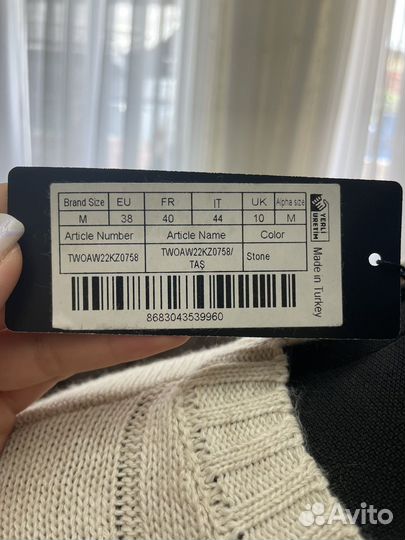 Brand Size EU FR IT UK Alpha size
M 38 40 44 10 M
Article Number Article Name Color
TWOAW22KZ0758 TWOAW22KZ0758/ Stone
TAŞ
8683043539960
YERLİ
ÜRETİM
Made in Turkey
Avito